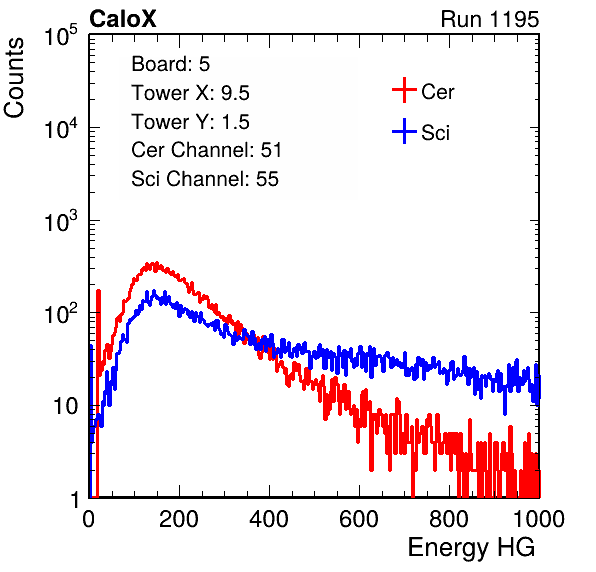 CaloX Run 1195
Counts
10^5
10^4
10^3
10^2
10
1
Board: 5
Tower X: 9.5
Tower Y: 1.5
Cer Channel: 51
Sci Channel: 55
Cer
Sci
0 200 400 600 800 1000
Energy HG